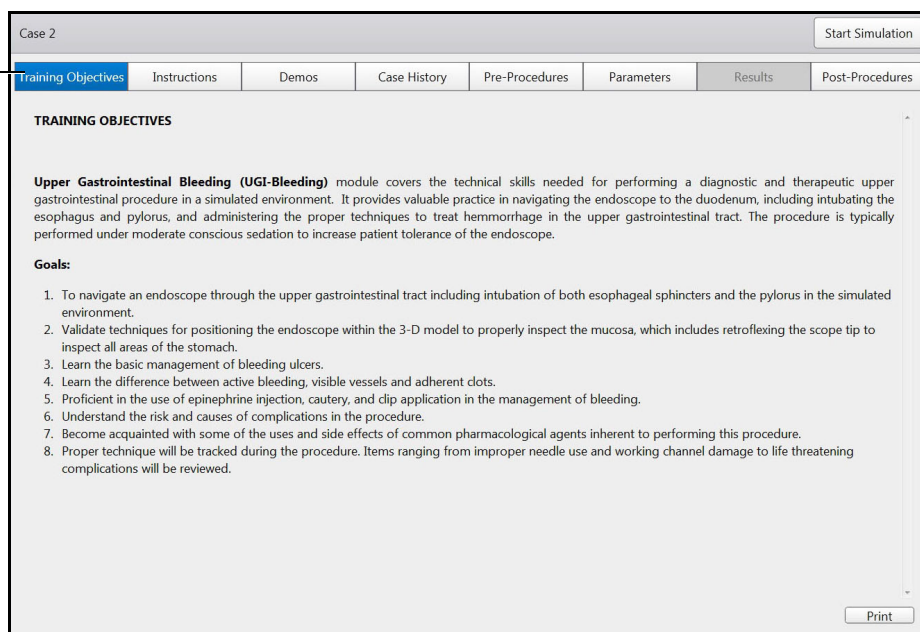 Case 2
Start Simulation
Training Objectives
Instructions
Demos
Case History
Pre-Procedures
Parameters
Results
Post-Procedures
TRAINING OBJECTIVES
Upper Gastrointestinal Bleeding (UGI-Bleeding) module covers the technical skills needed for performing a diagnostic and therapeutic upper
gastrointestinal procedure in a simulated environment. It provides valuable practice in navigating the endoscope to the duodenum, including intubating the
esophagus and pylorus, and administering the proper techniques to treat hemmorrhage in the upper gastrointestinal tract. The procedure is typically
performed under moderate conscious sedation to increase patient tolerance of the endoscope.
Goals:
1. To navigate an endoscope through the upper gastrointestinal tract including intubation of both esophageal sphincters and the pylorus in the simulated
environment.
2. Validate techniques for positioning the endoscope within the 3-D model to properly inspect the mucosa, which includes retroflexing the scope tip to
inspect all areas of the stomach.
3. Learn the basic management of bleeding ulcers.
4. Learn the difference between active bleeding, visible vessels and adherent clots.
5. Proficient in the use of epinephrine injection, cautery, and clip application in the management of bleeding.
6. Understand the risk and causes of complications in the procedure.
7. Become acquainted with some of the uses and side effects of common pharmacological agents inherent to performing this procedure.
8. Proper technique will be tracked during the procedure. Items ranging from improper needle use and working channel damage to life threatening
complications will be reviewed.
Print